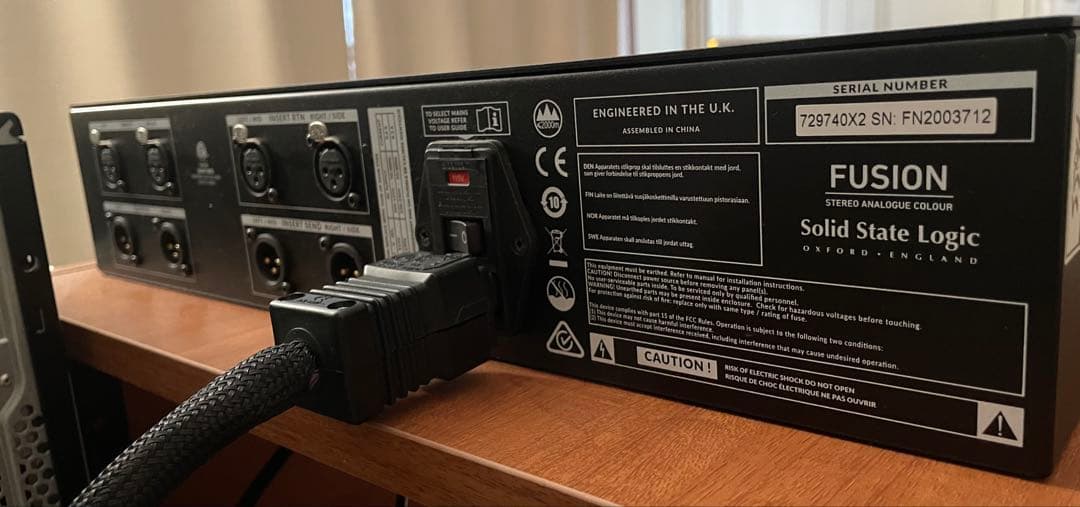 INSERT RTN
RIGHT / SIDE
INSERT SEND
RIGHT / SIDE
TO SELECT MAINS
VOLTAGE REFER
TO USER GUIDE
115V
<2000m
CE
10
ENGINEERED IN THE U.K.
ASSEMBLED IN CHINA
SERIAL NUMBER
729740X2 SN: FN2003712
DEN Apparatets stikprop skal tilsluttes en stikkontakt med jord,
som giver forbindelse til stikproppens jord.
FIN Laite on liitettävä suojakoskettimilla varustettuun pistorasiaan.
NOR Apparatet må tilkoples jordet stikkontakt.
SWE Apparaten skall anslutas till jordat uttag.
FUSION
STEREO ANALOGUE COLOUR
Solid State Logic
OXFORD • ENGLAND
This equipment must be earthed. Refer to manual for installation instructions.
CAUTION! Disconnect power source before removing any panel(s).
No user-serviceable parts inside. To be serviced only by qualified personnel.
WARNING! Unearthed parts may be present inside enclosure. Check for hazardous voltages before touching.
For protection against risk of fire: replace only with same type / rating of fuse.
This device complies with part 15 of the FCC Rules. Operation is subject to the following two conditions:
(1) This device may not cause harmful interference.
(2) This device must accept interference received, including interference that may cause undesired operation.
CAUTION !
RISK OF ELECTRIC SHOCK DO NOT OPEN
RISQUE DE CHOC ÉLECTRIQUE NE PAS OUVRIR